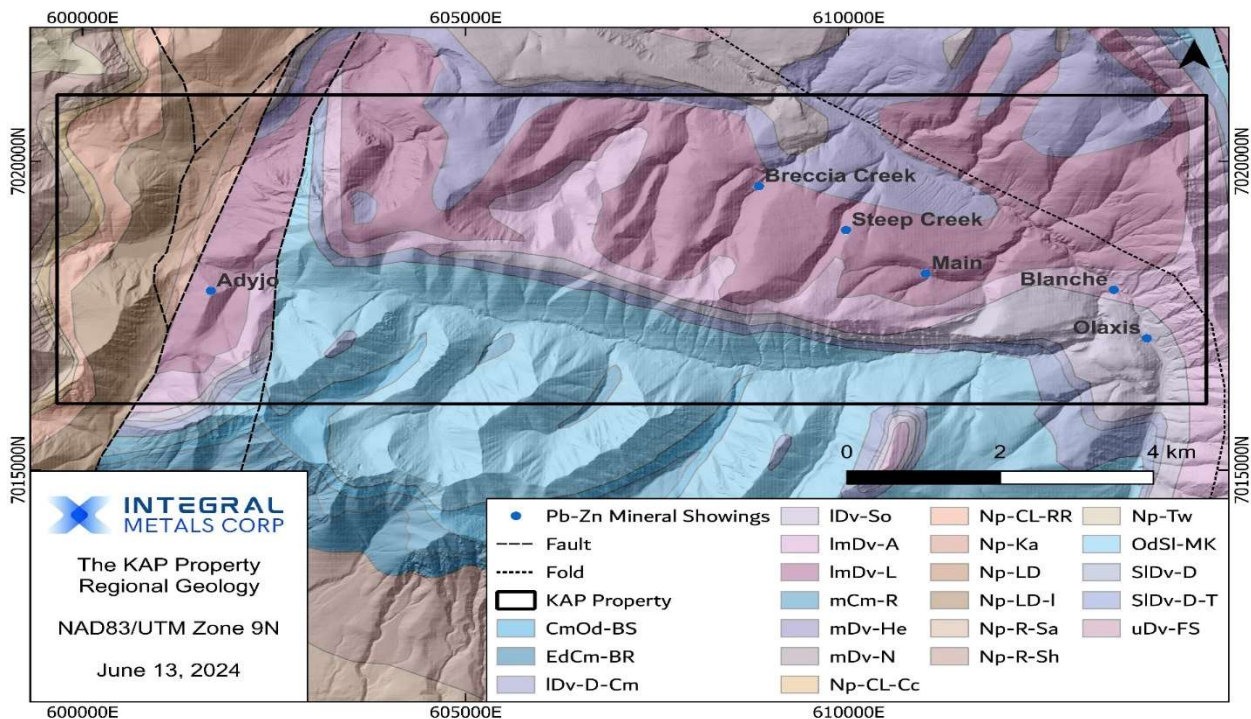 600000E 605000E 610000E
7020000N
7020000N
Breccia Creek
Steep Creek
Main
Blanche
Adyjo
Olaxis
0 2 4 km
7015000N
7015000N
INTEGRAL
METALS CORP
The KAP Property
Regional Geology
NAD83/UTM Zone 9N
June 13, 2024
Pb-Zn Mineral Showings
Fault
Fold
KAP Property
CmOd-BS
EdCm-BR
lDv-D-Cm
lDv-So
lmDv-A
lmDv-L
mCm-R
mDv-He
mDv-N
Np-CL-Cc
Np-CL-RR
Np-Ka
Np-LD
Np-LD-l
Np-R-Sa
Np-R-Sh
Np-Tw
OdSl-MK
SlDv-D
SlDv-D-T
uDv-FS
600000E 605000E 610000E